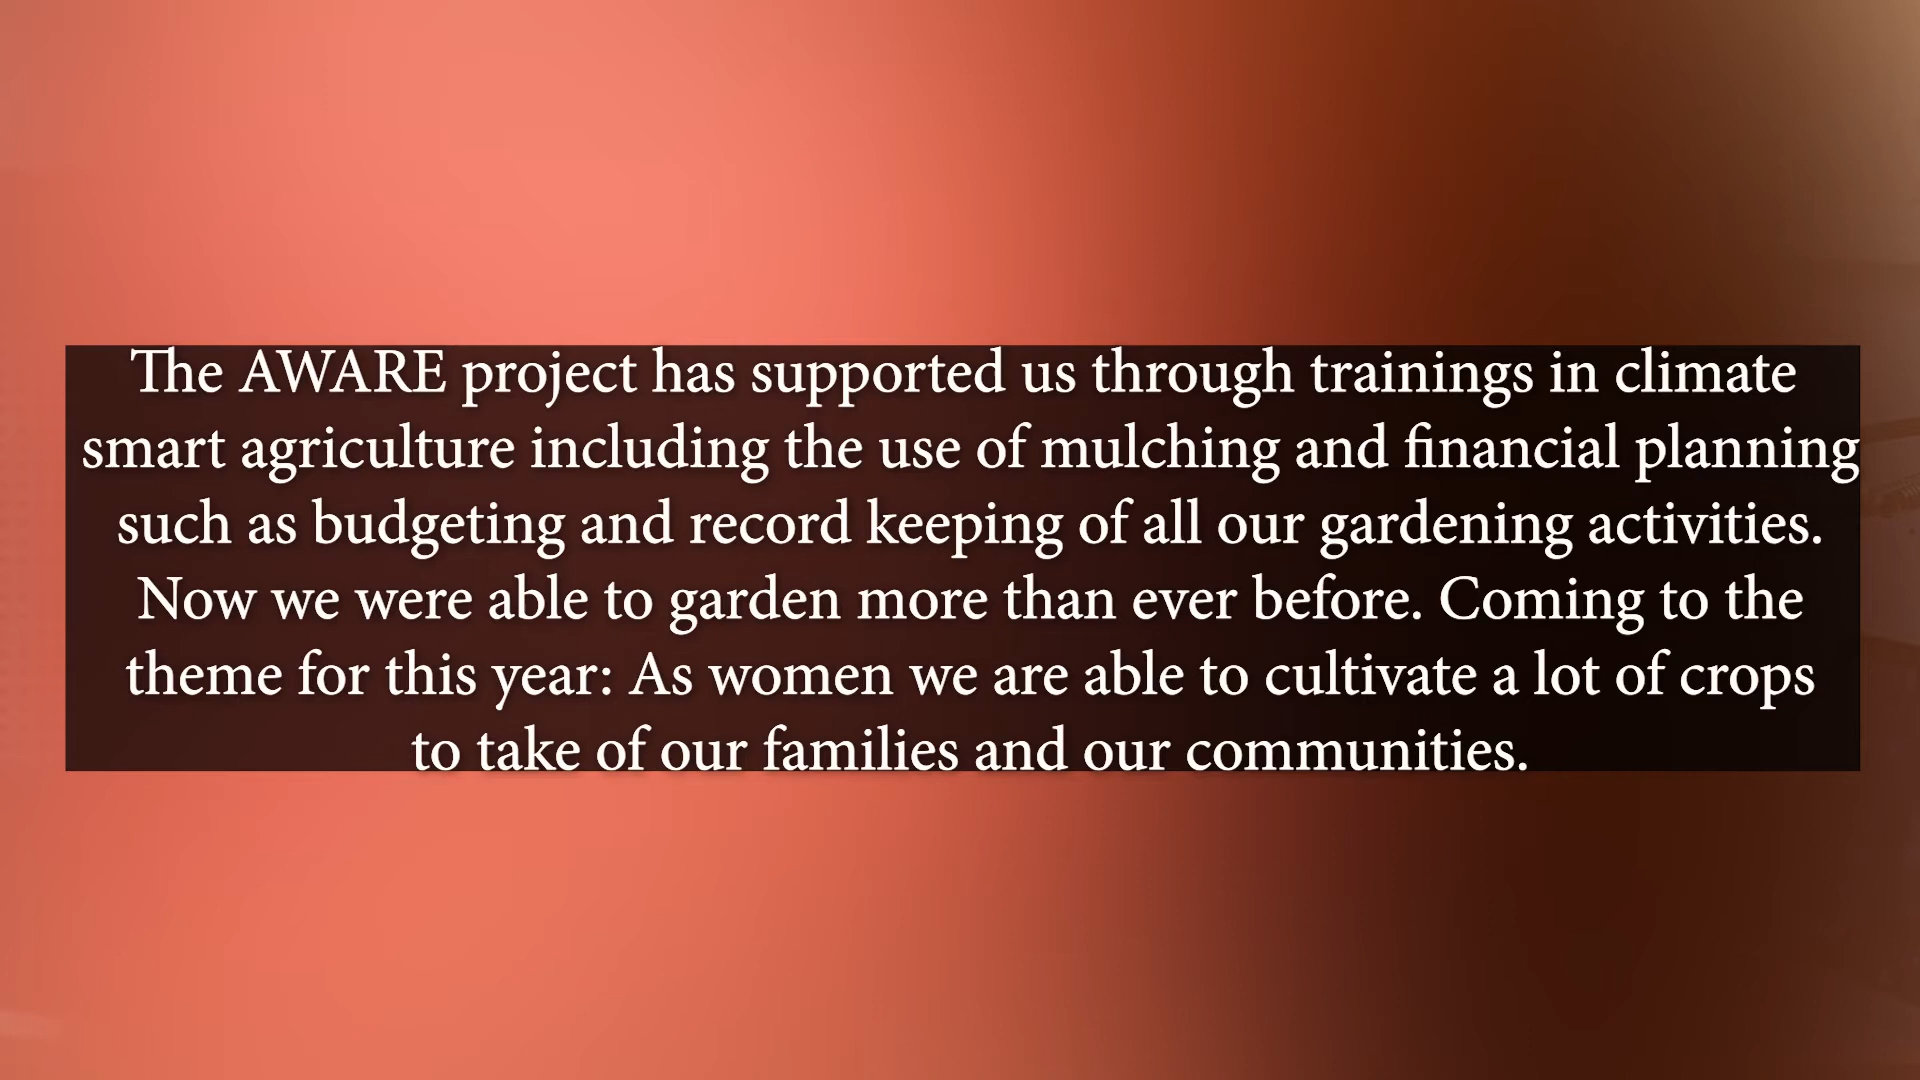 The AWARE project has supported us through trainings in climate
smart agriculture including the use of mulching and financial planning
such as budgeting and record keeping of all our gardening activities.
Now we were able to garden more than ever before. Coming to the
theme for this year: As women we are able to cultivate a lot of crops
to take of our families and our communities.